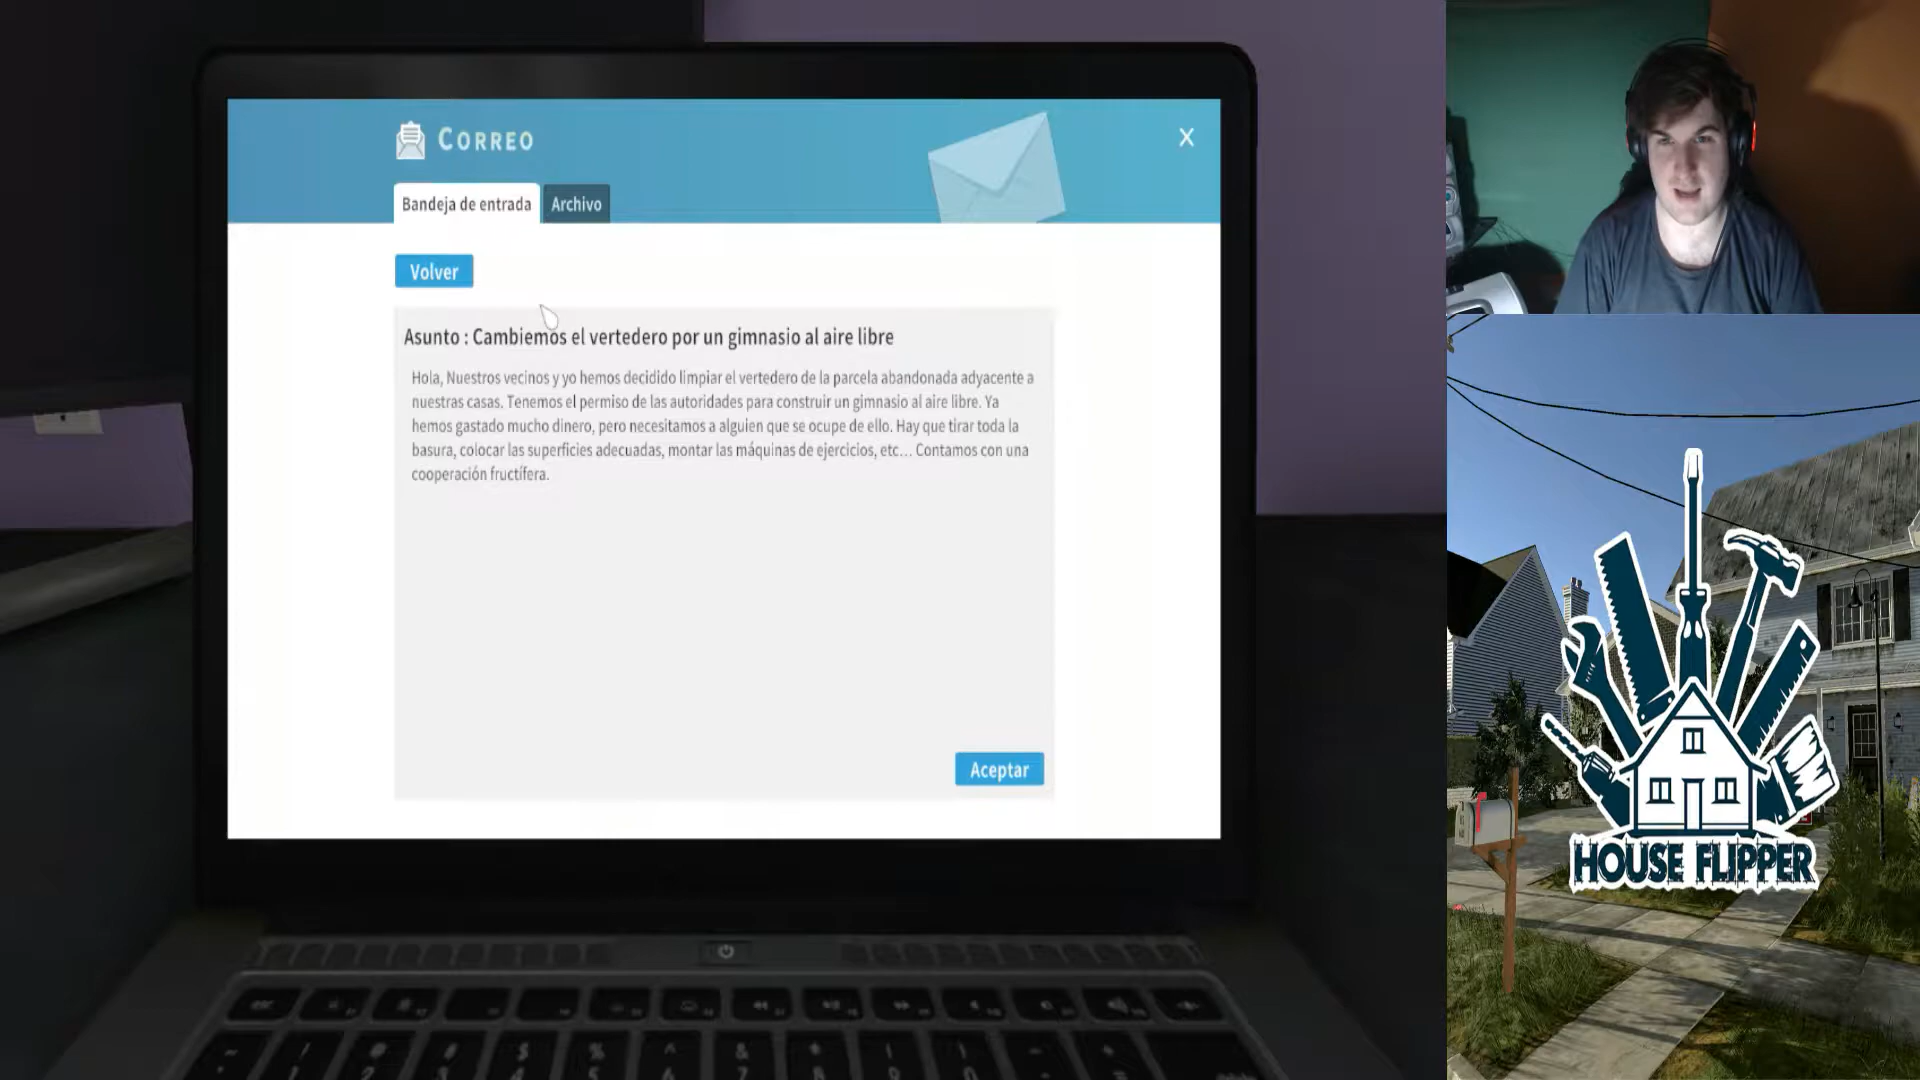 CORREO
X
Bandeja de entrada
Archivo
Volver
Asunto : Cambiemos el vertedero por un gimnasio al aire libre
Hola, Nuestros vecinos y yo hemos decidido limpiar el vertedero de la parcela abandonada adyacente a
nuestras casas. Tenemos el permiso de las autoridades para construir un gimnasio al aire libre. Ya
hemos gastado mucho dinero, pero necesitamos a alguien que se ocupe de ello. Hay que tirar toda la
basura, colocar las superficies adecuadas, montar las máquinas de ejercicios, etc... Contamos con una
cooperación fructífera.
Aceptar
HOUSE FLIPPER